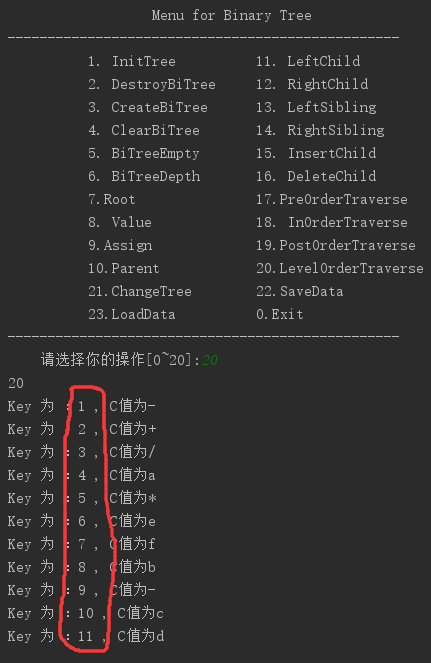 Menu for Binary Tree
-------------------------------------------------
1. InitTree 11. LeftChild
2. DestroyBiTree 12. RightChild
3. CreateBiTree 13. LeftSibling
4. ClearBiTree 14. RightSibling
5. BiTreeEmpty 15. InsertChild
6. BiTreeDepth 16. DeleteChild
7.Root 17.PreOrderTraverse
8. Value 18. InOrderTraverse
9.Assign 19.PostOrderTraverse
10.Parent 20.LevelOrderTraverse
21.ChangeTree 22.SaveData
23.LoadData 0.Exit
-------------------------------------------------
请选择你的操作[0~20]:20
20
Key 为 :1 , C值为-
Key 为 :2 , C值为+
Key 为 :3 , C值为/
Key 为 :4 , C值为a
Key 为 :5 , C值为*
Key 为 :6 , C值为e
Key 为 :7 , C值为f
Key 为 :8 , C值为b
Key 为 :9 , C值为-
Key 为 :10 , C值为c
Key 为 :11 , C值为d